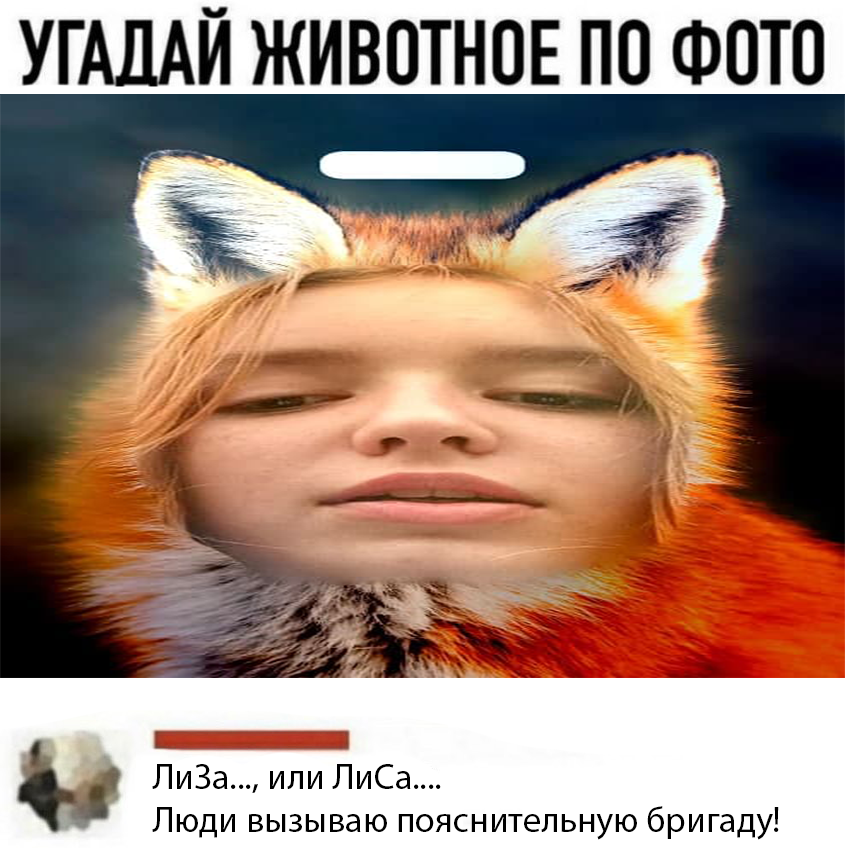 УГАДАЙ ЖИВОТНОЕ ПО ФОТО
ЛиЗа..., или ЛиСа....
Люди вызываю пояснительную бригаду!